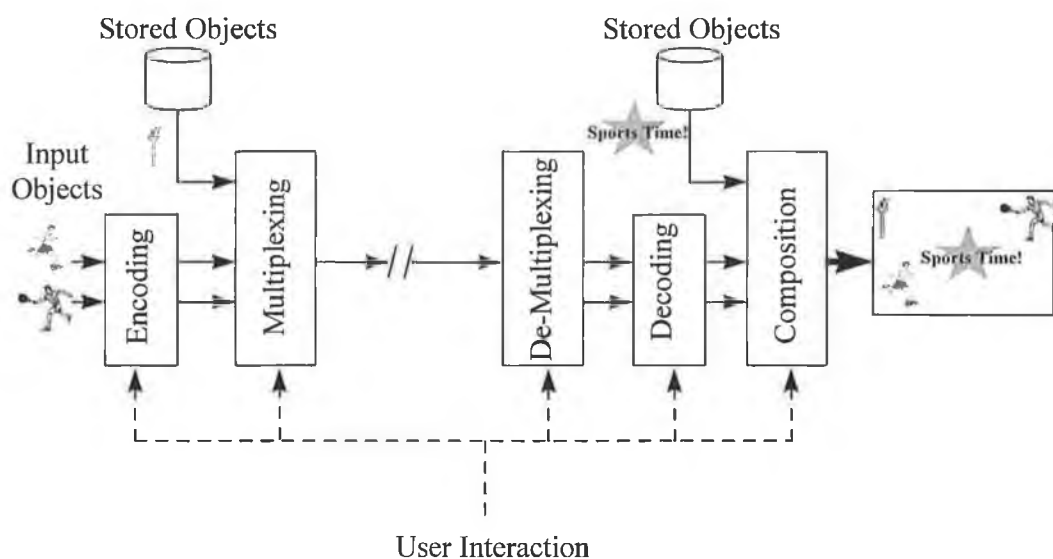 Stored Objects
Stored Objects
Sports Time!
Input
Objects
Encoding
Multiplexing
De-Multiplexing
Decoding
Composition
Sports Time!
User Interaction